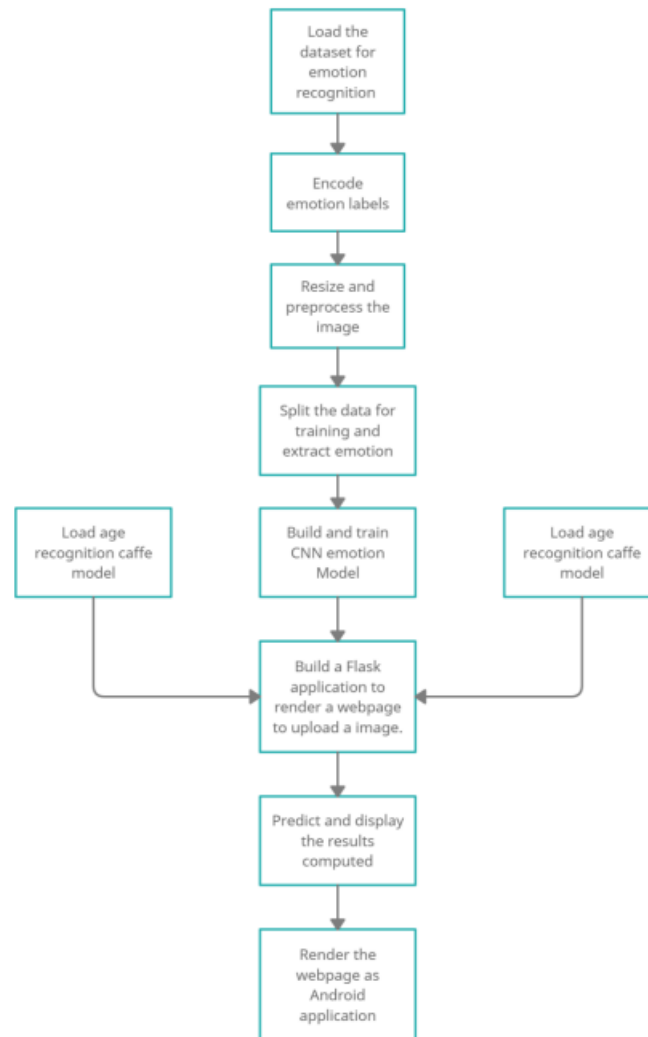 Load the
dataset for
emotion
recognition
Encode
emotion labels
Resize and
preprocess the
image
Split the data for
training and
extract emotion
Load age
recognition caffe
model
Build and train
CNN emotion
Model
Load age
recognition caffe
model
Build a Flask
application to
render a webpage
to upload a image.
Predict and display
the results
computed
Render the
webpage as
Android
application